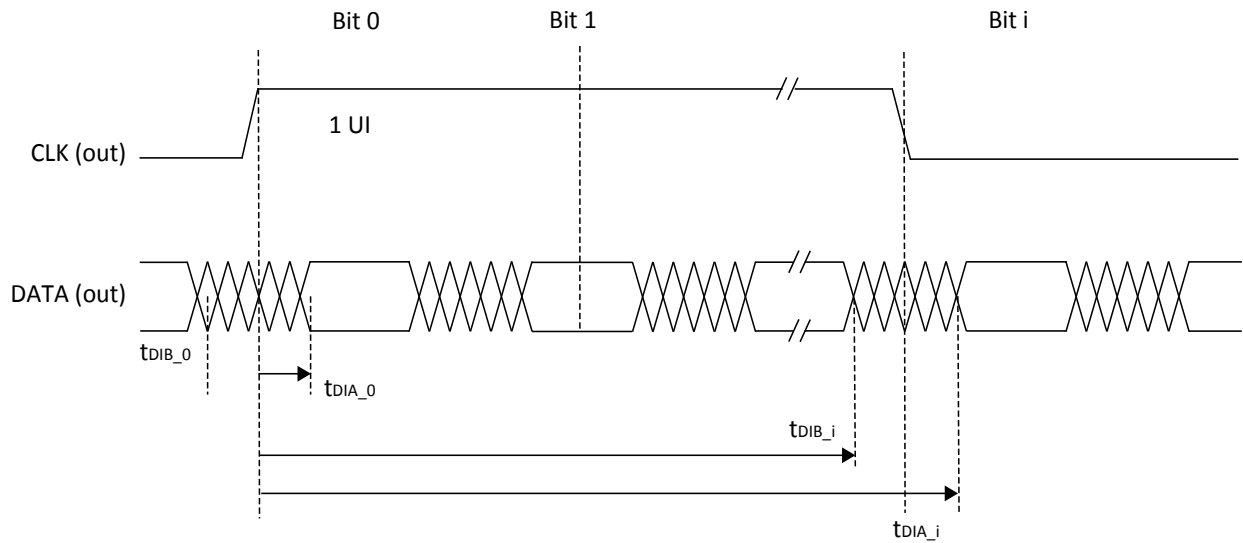 Bit 0
Bit 1
Bit i
1 UI
CLK (out)
DATA (out)
tDIB_0
tDIA_0
tDIB_i
tDIA_i